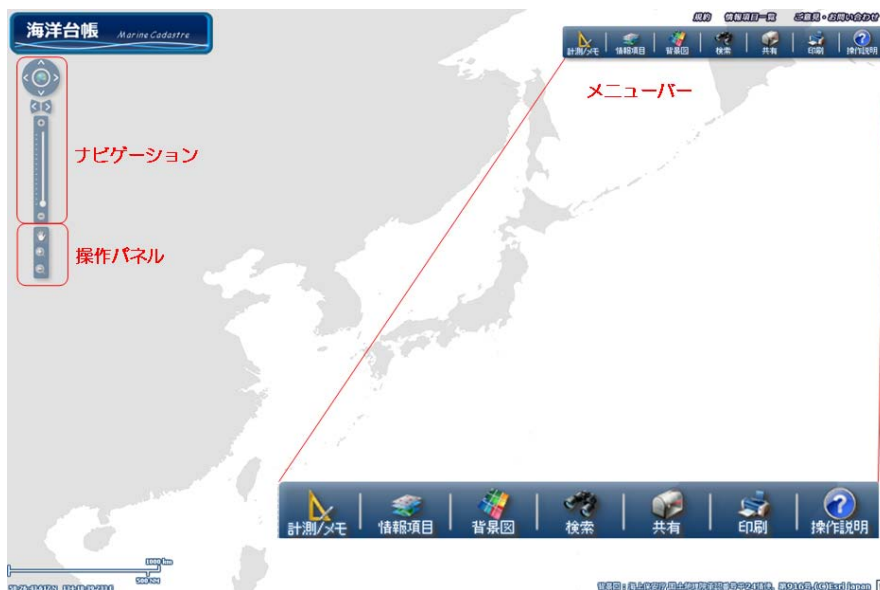 規約 情報項目一覧 ご意見・お問い合わせ
海洋台帳 Marine Cadastre
計測/メモ 情報項目 背景図 検索 共有 印刷 操作説明
メニューバー
ナビゲーション
操作パネル
計測/メモ 情報項目 背景図 検索 共有 印刷 操作説明
1000 km
500 NM